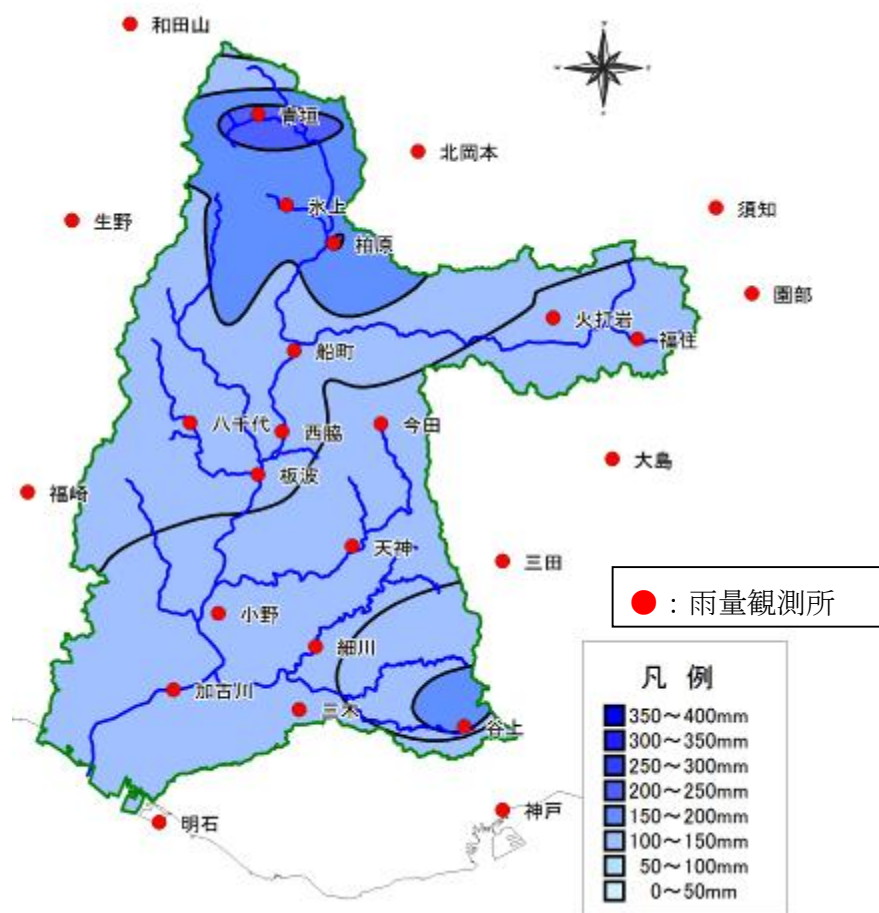 和田山
青垣
北岡本
氷上
須知
生野
柏原
園部
火打岩
福住
船町
八千代
西脇
今田
大島
板波
福崎
天神
三田
●：雨量観測所
小野
細川
凡 例
加古川
三木
谷上
350～400mm
300～350mm
250～300mm
200～250mm
150～200mm
100～150mm
50～100mm
0～50mm
明石
神戸